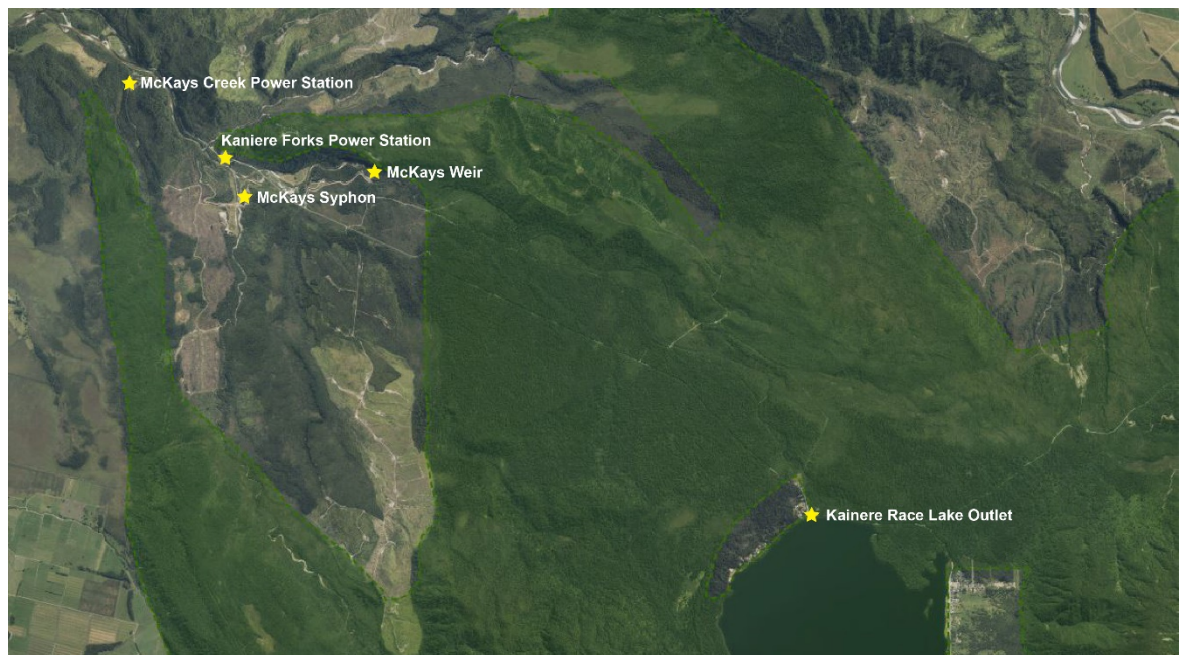 McKays Creek Power Station
Kaniere Forks Power Station
McKays Weir
McKays Syphon
Kainere Race Lake Outlet